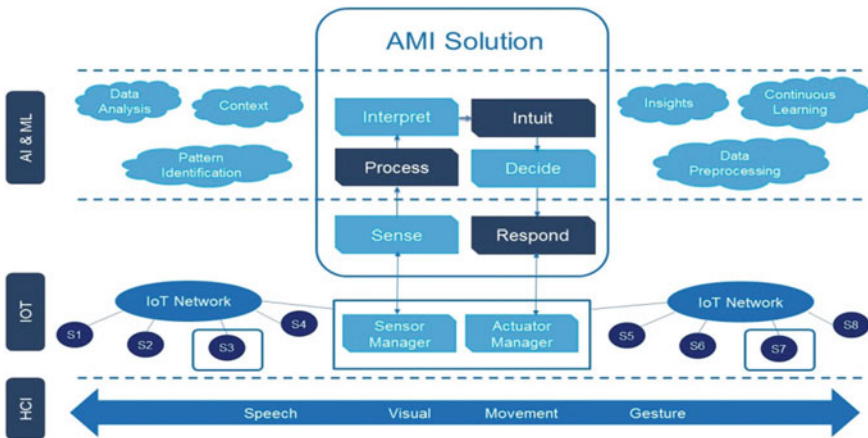 AMI Solution
AI & ML
Data
Analysis
Context
Pattern
Identification
Interpret
Intuit
Process
Decide
Sense
Respond
Insights
Continuous
Learning
Data
Preprocessing
IOT
IoT Network
S1
S2
S3
S4
Sensor
Manager
Actuator
Manager
IoT Network
S5
S6
S7
S8
HCI
Speech Visual Movement Gesture